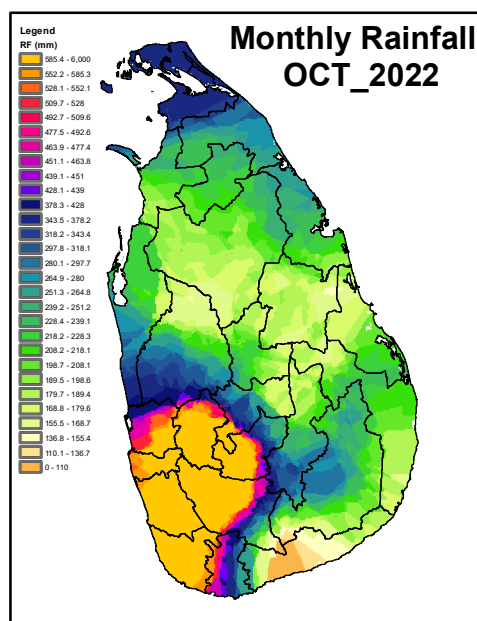 Monthly Rainfall
OCT_2022
Legend
RF (mm)
585.4 - 6,000
552.2 - 585.3
528.1 - 552.1
509.7 - 528
492.7 - 509.6
477.5 - 492.6
463.9 - 477.4
451.1 - 463.8
439.1 - 451
428.1 - 439
378.3 - 428
343.5 - 378.2
318.2 - 343.4
297.8 - 318.1
280.1 - 297.7
264.9 - 280
251.3 - 264.8
239.2 - 251.2
228.4 - 239.1
218.2 - 228.3
208.2 - 218.1
198.7 - 208.1
189.5 - 198.6
179.7 - 189.4
168.8 - 179.6
155.5 - 168.7
136.8 - 155.4
110.1 - 136.7
0 - 110